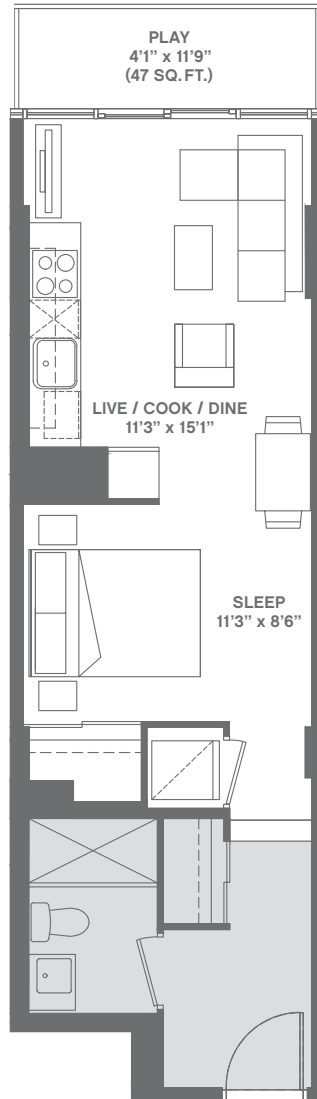 PLAY
4'1" x 11'9"
(47 SQ.FT.)
LIVE / COOK / DINE
11'3" x 15'1"
SLEEP
11'3" x 8'6"